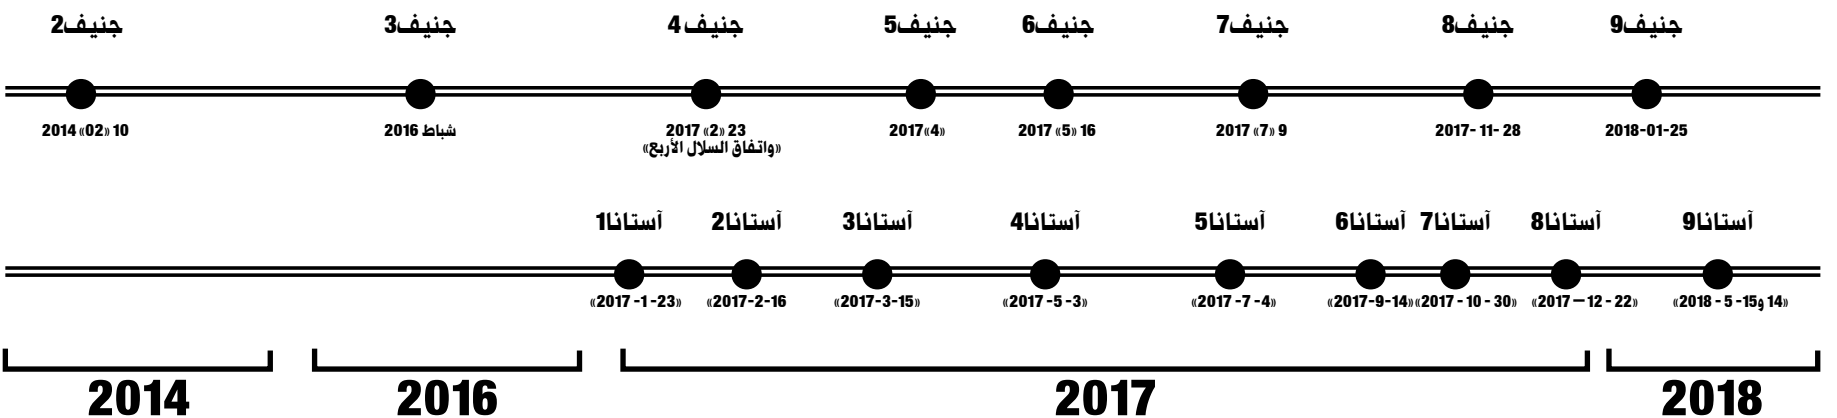 جنيف2
جنيف3
جنيف 4
جنيف5
جنيف6
جنيف7
جنيف8
جنيف9
10 «02» 2014
شباط 2016
23 «2» 2017
«واتفاق السلال الأربع»
«4»2017
16 «5» 2017
9 «7» 2017
28 -11 -2017
2018-01-25
آستانا1
آستانا2
آستانا3
آستانا4
آستانا5
آستانا6
آستانا7
آستانا8
آستانا9
«23- 1- 2017»
2017-2-16»
«2017-3-15»
«3- 5- 2017»
«4- 7- 2017»
«2017-9-14»
«30 - 10 - 2017»
«22 - 12 – 2017»
«14 و15- 5 - 2018»
2014
2016
2017
2018